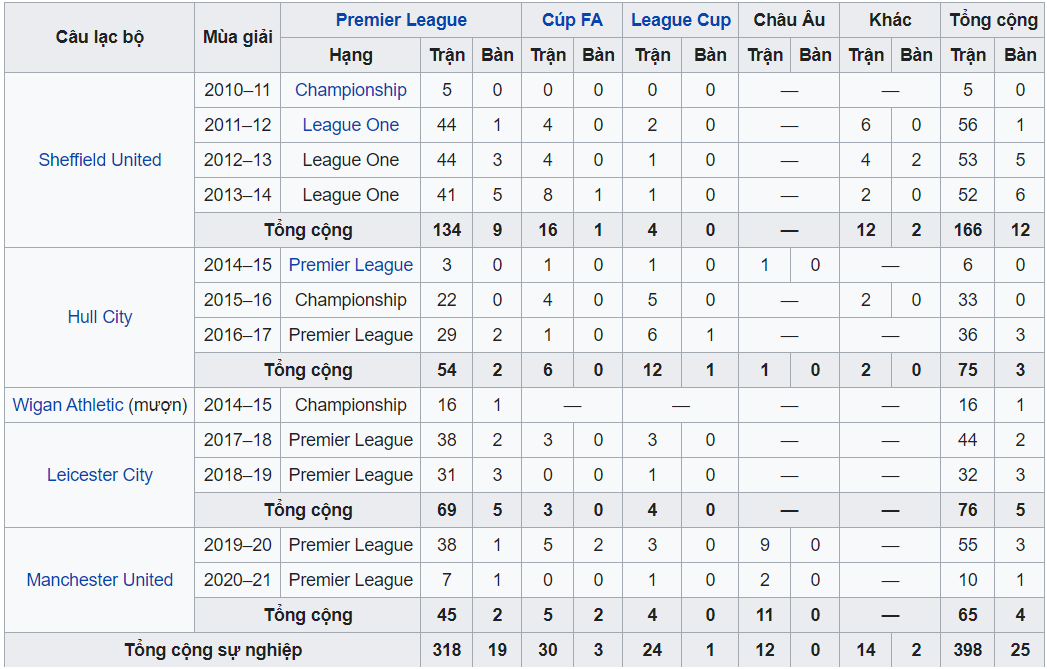 Câu lạc bộ Mùa giải Premier League Cúp FA League Cup Châu Âu Khác Tổng cộng
Hạng Trận Bàn Trận Bàn Trận Bàn Trận Bàn Trận Bàn Trận Bàn
Sheffield United 2010–11 Championship 5 0 0 0 0 0 — — 5 0
2011–12 League One 44 1 4 0 2 0 — 6 0 56 1
2012–13 League One 44 3 4 0 1 0 — 4 2 53 5
2013–14 League One 41 5 8 1 1 0 — 2 0 52 6
Tổng cộng 134 9 16 1 4 0 — 12 2 166 12
Hull City 2014–15 Premier League 3 0 1 0 1 0 1 0 — 6 0
2015–16 Championship 22 0 4 0 5 0 — 2 0 33 0
2016–17 Premier League 29 2 1 0 6 1 — — 36 3
Tổng cộng 54 2 6 0 12 1 1 0 2 0 75 3
Wigan Athletic (mượn) 2014–15 Championship 16 1 — — — — 16 1
Leicester City 2017–18 Premier League 38 2 3 0 3 0 — — 44 2
2018–19 Premier League 31 3 0 0 1 0 — — 32 3
Tổng cộng 69 5 3 0 4 0 — — 76 5
Manchester United 2019–20 Premier League 38 1 5 2 3 0 9 0 — 55 3
2020–21 Premier League 7 1 0 0 1 0 2 0 — 10 1
Tổng cộng 45 2 5 2 4 0 11 0 — 65 4
Tổng cộng sự nghiệp 318 19 30 3 24 1 12 0 14 2 398 25